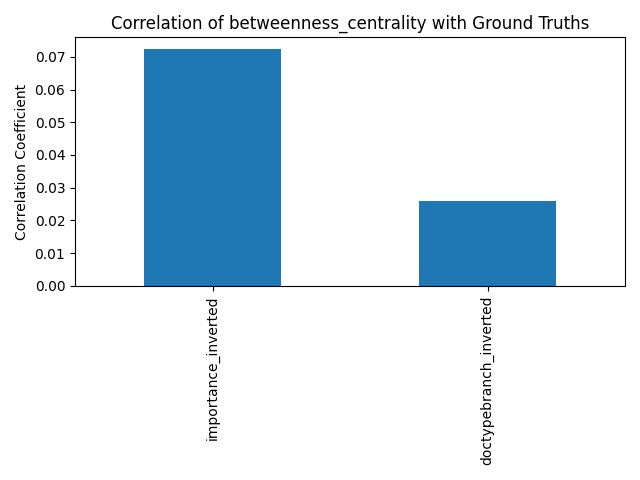 Correlation of betweenness_centrality with Ground Truths
Correlation Coefficient
0.07
0.06
0.05
0.04
0.03
0.02
0.01
0.00
importance_inverted
doctypebranch_inverted